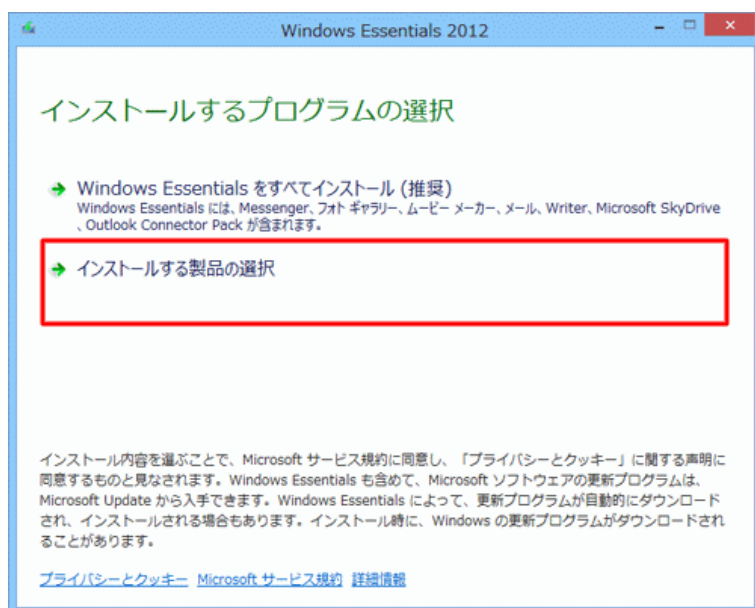 Windows Essentials 2012
インストールするプログラムの選択
Windows Essentials をすべてインストール (推奨)
Windows Essentials には、Messenger、フォト ギャラリー、ムービー メーカー、メール、Writer、Microsoft SkyDrive
、Outlook Connector Pack が含まれます。
インストールする製品の選択
インストール内容を選ぶことで、Microsoft サービス規約に同意し、「プライバシーとクッキー」に関する声明に
同意するものと見なされます。Windows Essentials も含めて、Microsoft ソフトウェアの更新プログラムは、
Microsoft Update から入手できます。Windows Essentials によって、更新プログラムが自動的にダウンロード
され、インストールされる場合もあります。インストール時に、Windows の更新プログラムがダウンロードされ
ることがあります。
プライバシーとクッキー Microsoft サービス規約 詳細情報